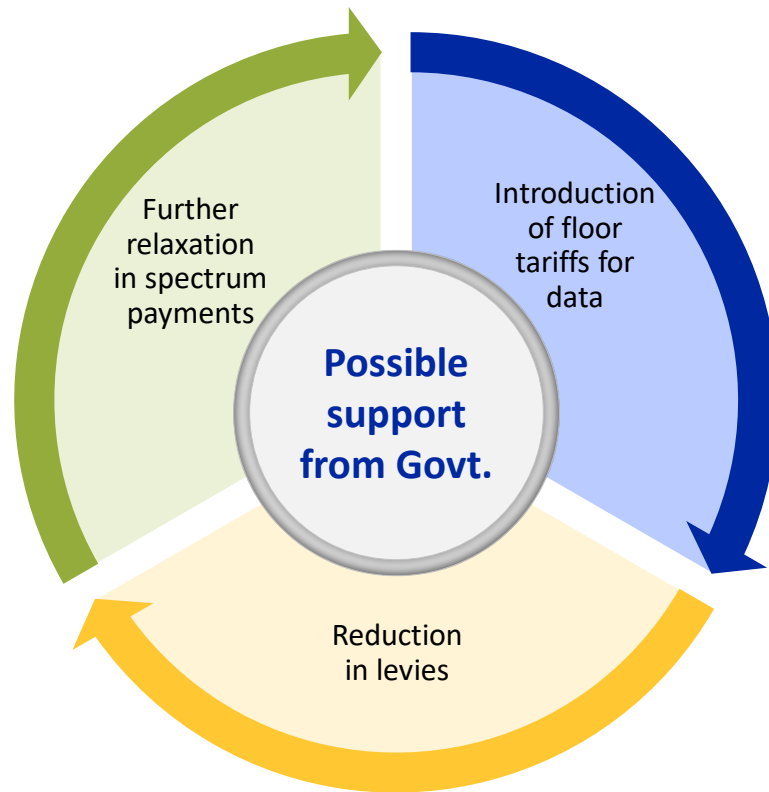 Possible
support
from Govt.
Introduction
of floor
tariffs for
data
Reduction
in levies
Further
relaxation
in spectrum
payments